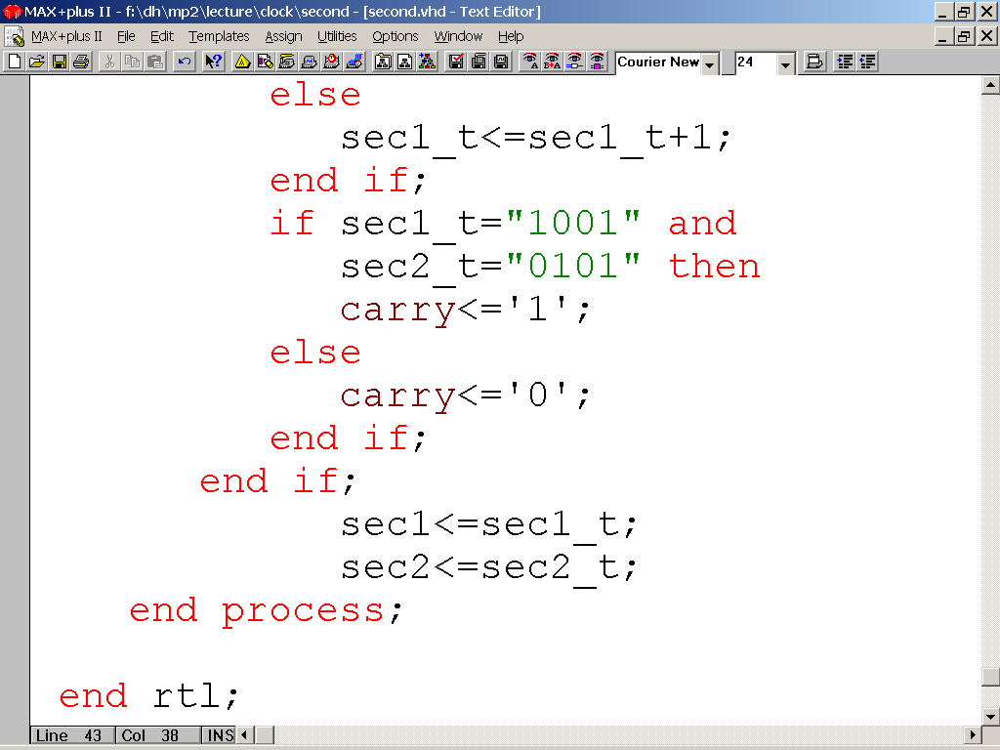 MAX+plus II - f:\dh\mp2\lecture\clock\second - [second.vhd - Text Editor]
MAX+plus II File Edit Templates Assign Utilities Options Window Help
Courier New 24
else
sec1_t<=sec1_t+1;
end if;
if sec1_t="1001" and
sec2_t="0101" then
carry<='1';
else
carry<='0';
end if;
end if;
sec1<=sec1_t;
sec2<=sec2_t;
end process;
end rtl;
Line 43 Col 38 INS